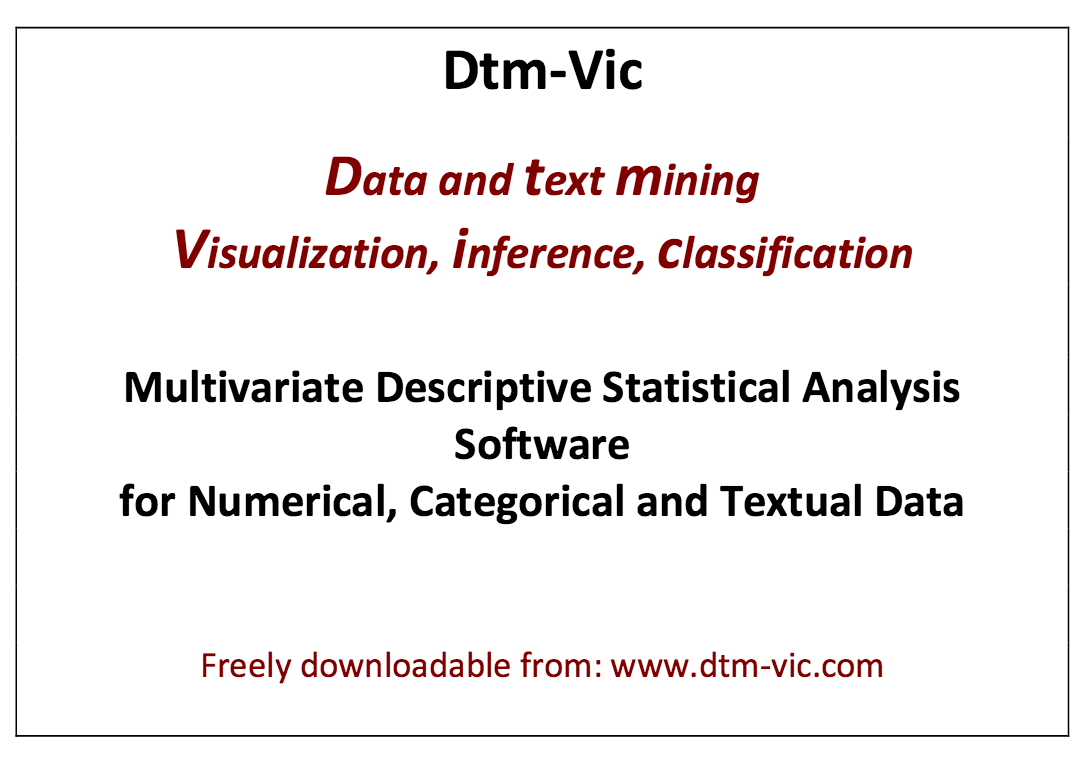 Dtm-Vic
Data and text mining
Visualization, inference, classification
Multivariate Descriptive Statistical Analysis
Software
for Numerical, Categorical and Textual Data
Freely downloadable from: www.dtm-vic.com